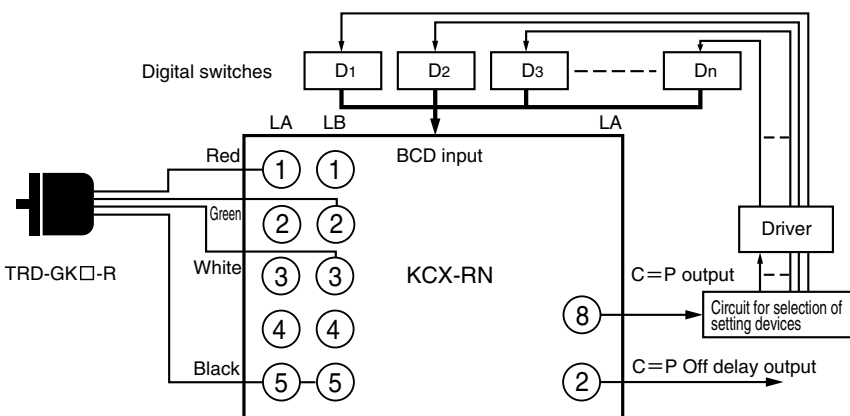 Digital switches
D1 D2 D3 Dn
LA LB LA
BCD input
Red 1 1
Green 2 2
Driver
White 3 3
TRD-GK□-R
KCX-RN
C=P output
4 4
8
Circuit for selection of
setting devices
Black 5 5
2
C=P Off delay output